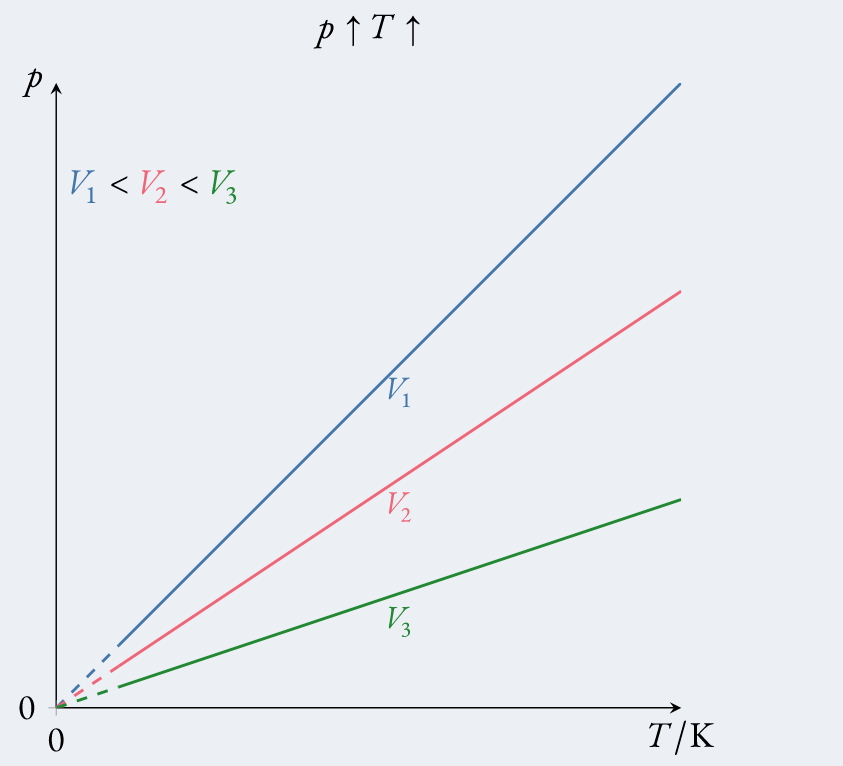 p ↑ T ↑
p
V₁ < V₂ < V₃
V₁
V₂
V₃
0
0
T/K